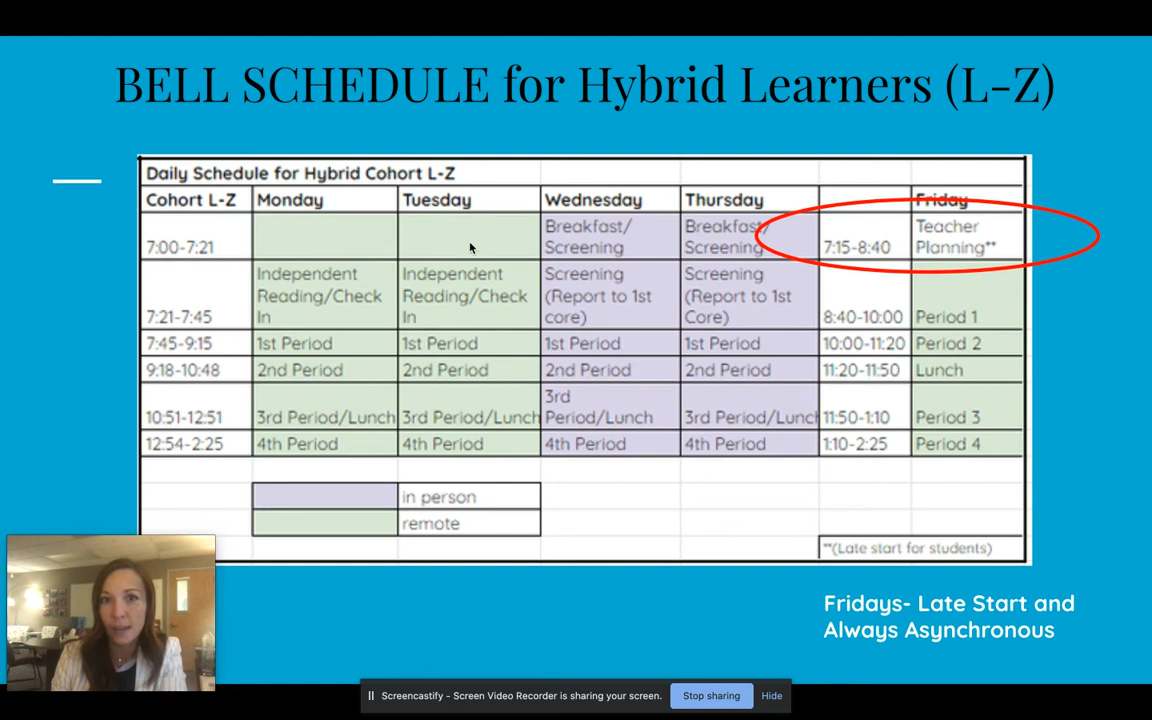 BELL SCHEDULE for Hybrid Learners (L-Z)
Daily Schedule for Hybrid Cohort L-Z
Cohort L-Z Monday Tuesday Wednesday Thursday Friday
7:00-7:21 Breakfast/ Screening Breakfast/ Screening 7:15-8:40 Teacher Planning**
7:21-7:45 Independent Reading/Check In Independent Reading/Check In Screening (Report to 1st core) Screening (Report to 1st Core) 8:40-10:00 Period 1
7:45-9:15 1st Period 1st Period 1st Period 1st Period 10:00-11:20 Period 2
9:18-10:48 2nd Period 2nd Period 2nd Period 2nd Period 11:20-11:50 Lunch
10:51-12:51 3rd Period/Lunch 3rd Period/Lunch 3rd Period/Lunch 3rd Period/Lunch 11:50-1:10 Period 3
12:54-2:25 4th Period 4th Period 4th Period 4th Period 1:10-2:25 Period 4
in person
remote
**(Late start for students)
Fridays- Late Start and
Always Asynchronous
Screencastify - Screen Video Recorder is sharing your screen. Stop sharing Hide